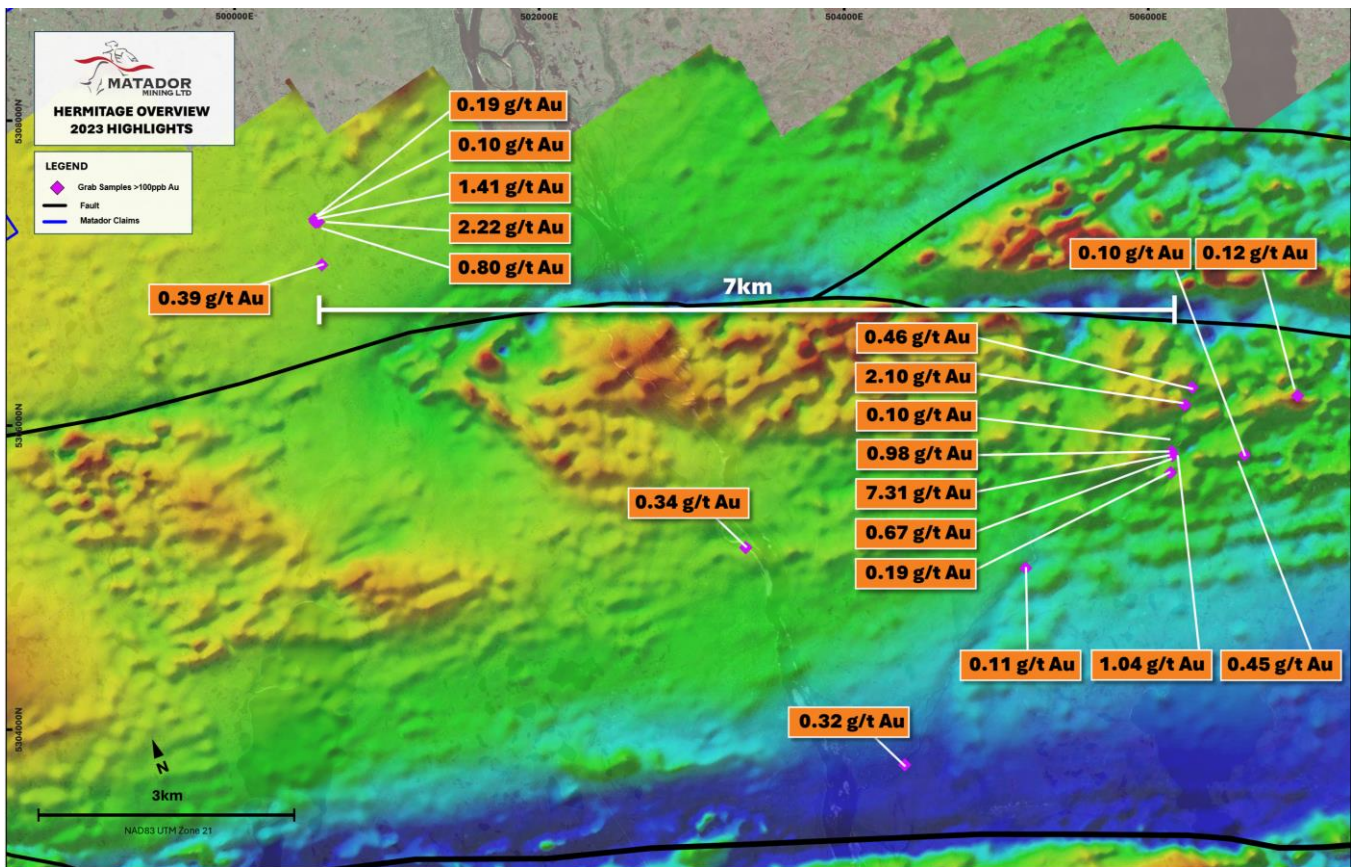 500000E
502000E
504000E
506000E
MATADOR
MINING LTD
HERMITAGE OVERVIEW
2023 HIGHLIGHTS
5308000N
LEGEND
Grab Samples >100ppb Au
Fault
Matador Claims
0.19 g/t Au
0.10 g/t Au
1.41 g/t Au
2.22 g/t Au
0.80 g/t Au
0.39 g/t Au
7km
0.10 g/t Au
0.12 g/t Au
0.46 g/t Au
2.10 g/t Au
0.10 g/t Au
0.98 g/t Au
7.31 g/t Au
0.67 g/t Au
0.19 g/t Au
5306000N
0.34 g/t Au
0.11 g/t Au
1.04 g/t Au
0.45 g/t Au
0.32 g/t Au
5304000N
N
3km
NAD83 UTM Zone 21